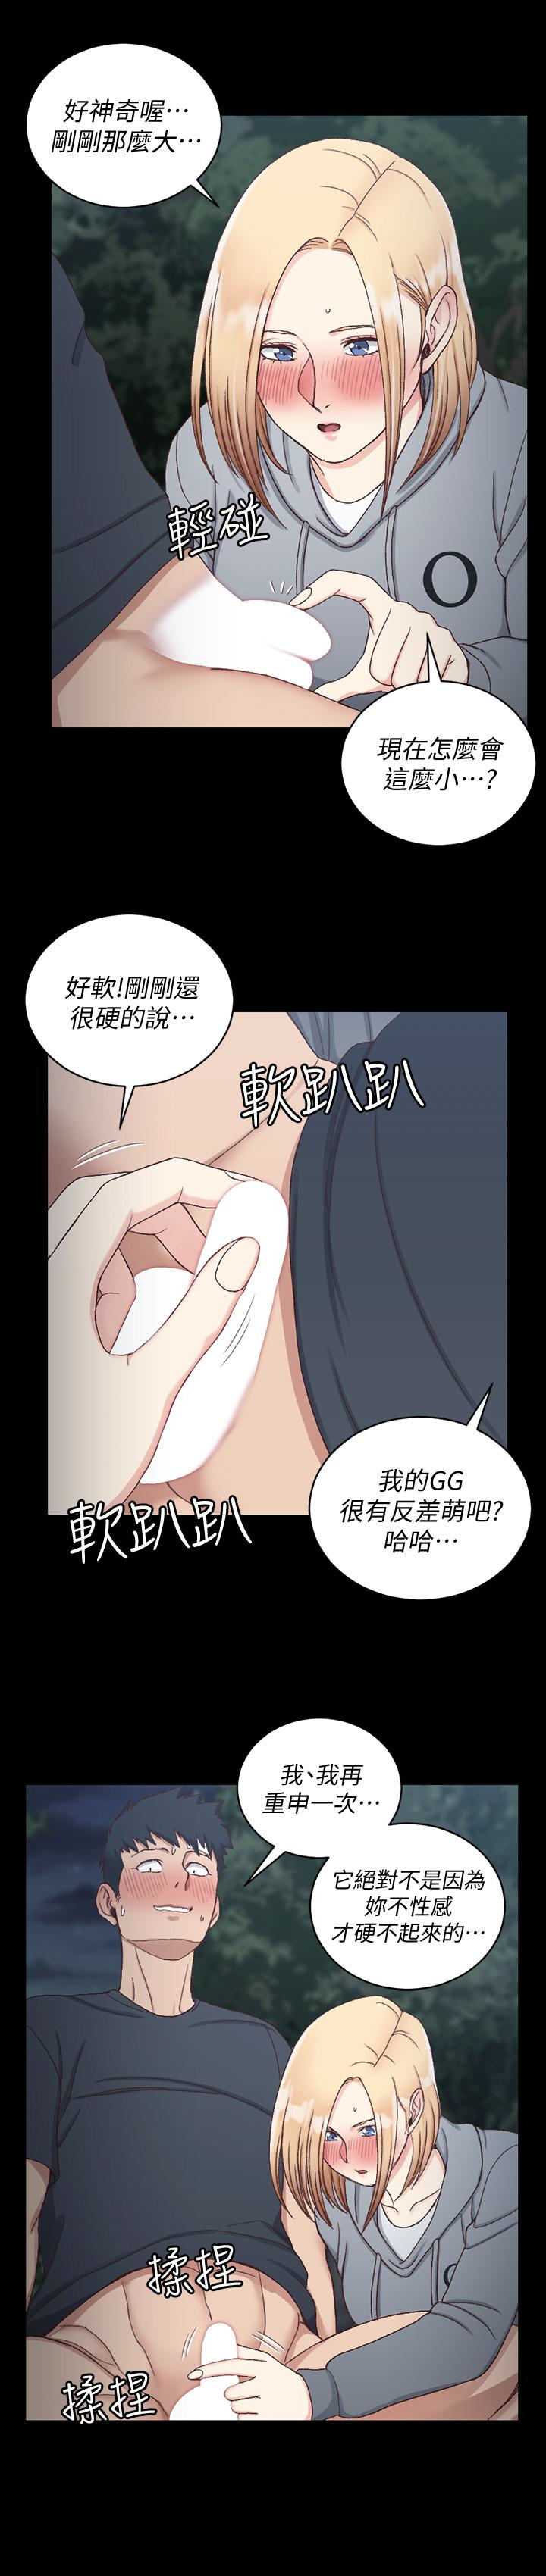 好神奇喔⋯
剛剛那麼大⋯
輕碰
O
現在怎麼會
這麼小⋯?
好軟!剛剛還
很硬的說⋯
軟趴趴
我的GG
很有反差萌吧?
哈哈⋯
軟趴趴
我、我再
重申一次⋯
它絕對不是因為
妳不性感
才硬不起來的⋯
O
揉捏
揉捏